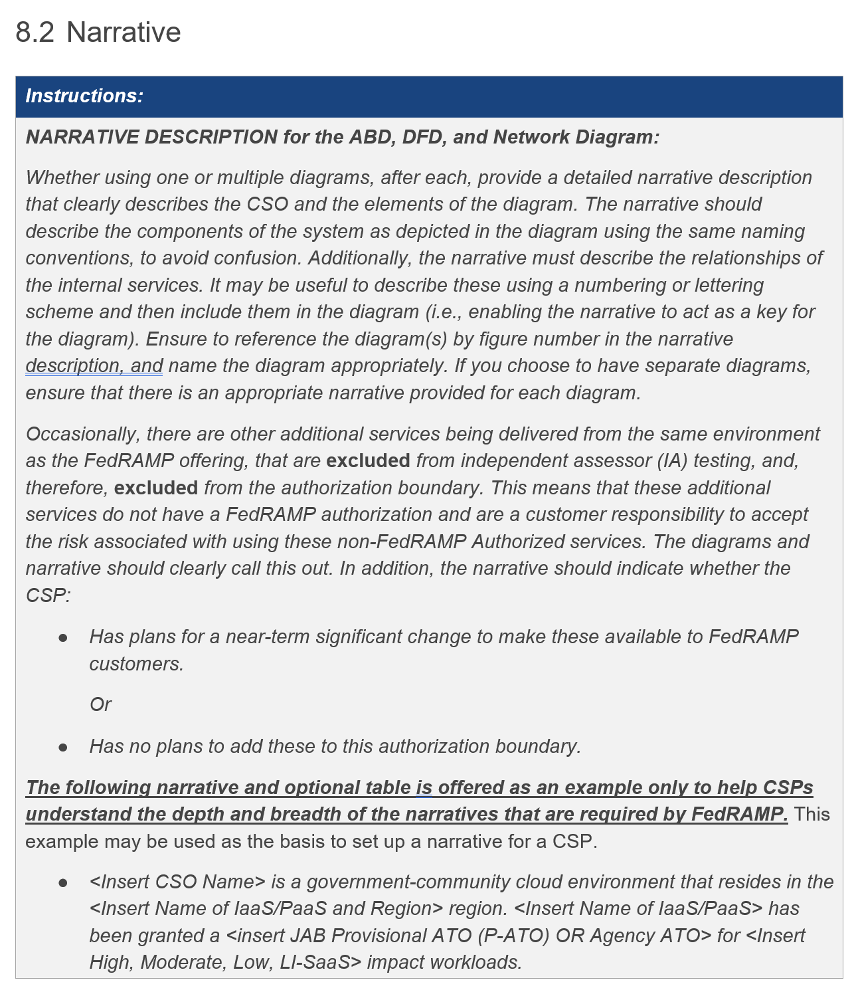 8.2 Narrative
Instructions:
NARRATIVE DESCRIPTION for the ABD, DFD, and Network Diagram:
Whether using one or multiple diagrams, after each, provide a detailed narrative description
that clearly describes the CSO and the elements of the diagram. The narrative should
describe the components of the system as depicted in the diagram using the same naming
conventions, to avoid confusion. Additionally, the narrative must describe the relationships of
the internal services. It may be useful to describe these using a numbering or lettering
scheme and then include them in the diagram (i.e., enabling the narrative to act as a key for
the diagram). Ensure to reference the diagram(s) by figure number in the narrative
description, and name the diagram appropriately. If you choose to have separate diagrams,
ensure that there is an appropriate narrative provided for each diagram.
Occasionally, there are other additional services being delivered from the same environment
as the FedRAMP offering, that are excluded from independent assessor (IA) testing, and,
therefore, excluded from the authorization boundary. This means that these additional
services do not have a FedRAMP authorization and are a customer responsibility to accept
the risk associated with using these non-FedRAMP Authorized services. The diagrams and
narrative should clearly call this out. In addition, the narrative should indicate whether the
CSP:
● Has plans for a near-term significant change to make these available to FedRAMP
customers.
Or
● Has no plans to add these to this authorization boundary.
The following narrative and optional table is offered as an example only to help CSPs
understand the depth and breadth of the narratives that are required by FedRAMP. This
example may be used as the basis to set up a narrative for a CSP.
● <Insert CSO Name> is a government-community cloud environment that resides in the
<Insert Name of IaaS/PaaS and Region> region. <Insert Name of IaaS/PaaS> has
been granted a <insert JAB Provisional ATO (P-ATO) OR Agency ATO> for <Insert
High, Moderate, Low, LI-SaaS> impact workloads.